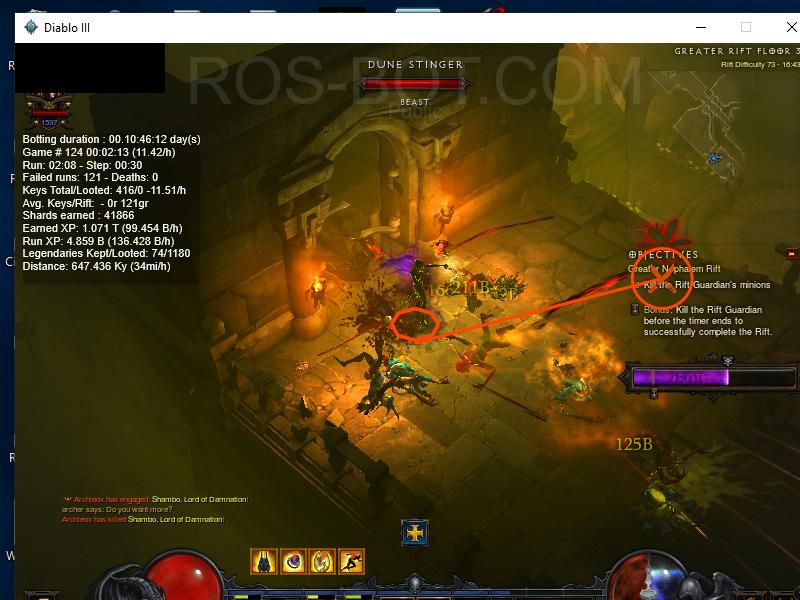 Diablo III
GREATER RIFT FLOOR 3
Rift Difficulty 73 - 16:43
DUNE STINGER
ROS-BOT.COM
BEAST
Public
1597
Botting duration : 00.10:46:12 day(s)
Game # 124 00:02:13 (11.42/h)
Run: 02:08 - Step: 00:30
Failed runs: 121 - Deaths: 0
Keys Total/Looted: 416/0 -11.51/h
Avg. Keys/Rift: - 0r 121gr
Shards earned : 41866
Earned XP: 1.071 T (99.454 B/h)
Run XP: 4.859 B (136.428 B/h)
Legendaries Kept/Looted: 74/1180
Distance: 647.436 Ky (34mi/h)
OBJECTIVES
Greater Nephalem Rift
Kill the Rift Guardian's minions
Bonus: Kill the Rift Guardian
before the timer ends to
successfully complete the Rift.
211B
125B
Archleox has engaged: Shambo, Lord of Damnation!
archer says: Do you want more?
Archleox has killed Shambo, Lord of Damnation!